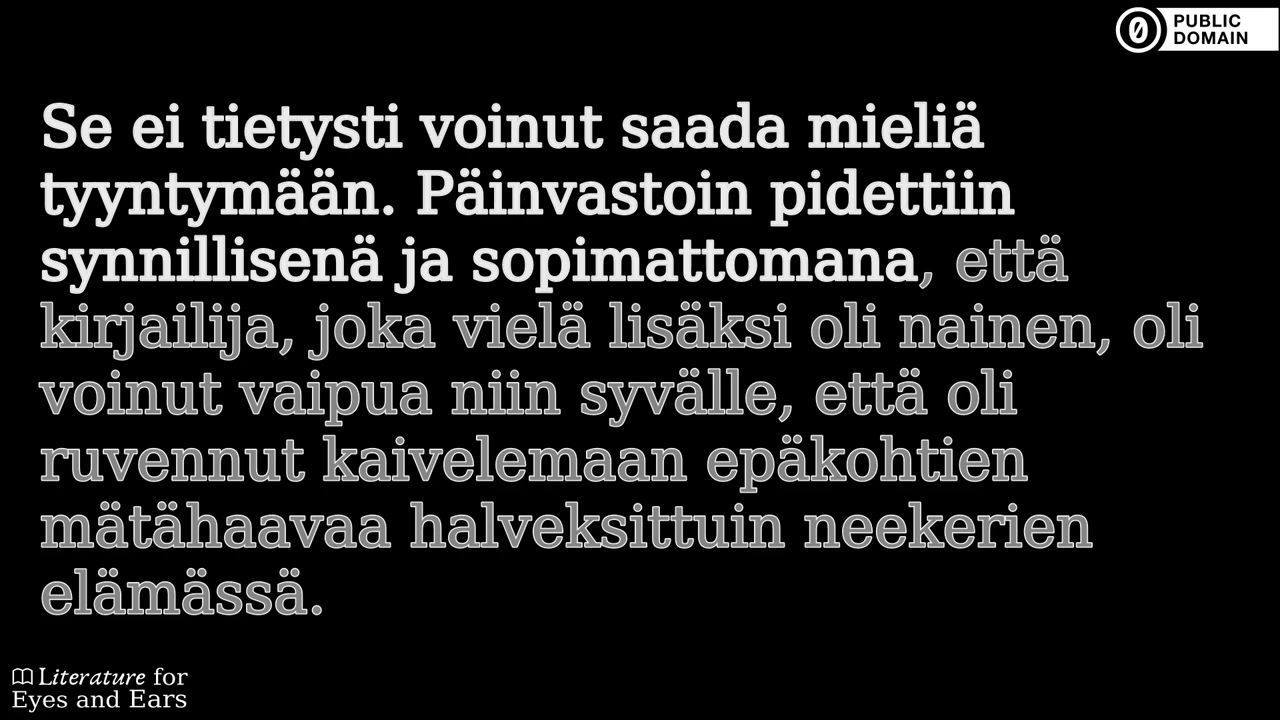 PUBLIC
DOMAIN
Se ei tietysti voinut saada mieliä
tyyntymään. Päinvastoin pidettiin
synnillisenä ja sopimattomana, että
kirjailija, joka vielä lisäksi oli nainen, oli
voinut vaipua niin syvälle, että oli
ruvennut kaivelemaan epäkohtien
mätähaavaa halveksittuin neekerien
elämässä.
Literature for
Eyes and Ears